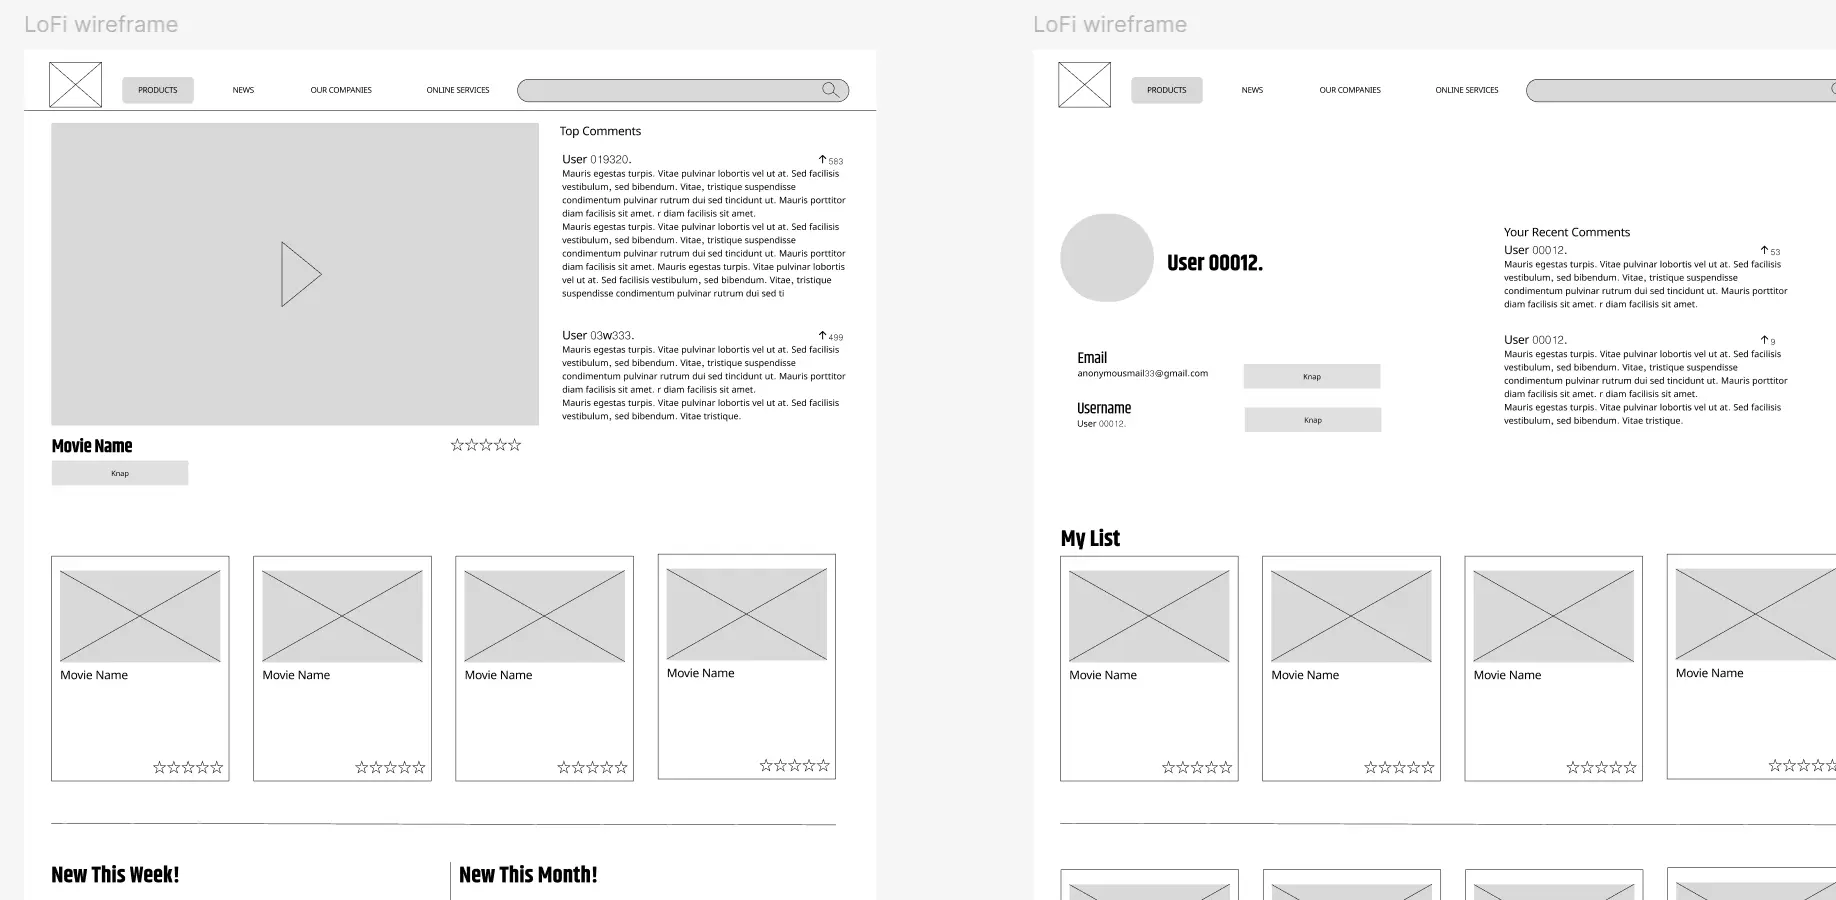 LoFi wireframe
PRODUCTS
NEWS
OUR COMPANIES
ONLINE SERVICES
Top Comments
User 019320.
583
Mauris egestas turpis. Vitae pulvinar lobortis vel ut at. Sed facilisis
vestibulum, sed bibendum. Vitae, tristique suspendisse
condimentum pulvinar rutrum dui sed tincidunt ut. Mauris porttitor
diam facilisis sit amet. r diam facilisis sit amet.
Mauris egestas turpis. Vitae pulvinar lobortis vel ut at. Sed facilisis
vestibulum, sed bibendum. Vitae, tristique suspendisse
condimentum pulvinar rutrum dui sed tincidunt ut. Mauris porttitor
diam facilisis sit amet. Mauris egestas turpis. Vitae pulvinar lobortis
vel ut at. Sed facilisis vestibulum, sed bibendum. Vitae, tristique
suspendisse condimentum pulvinar rutrum dui sed ti
User 03w333.
499
Mauris egestas turpis. Vitae pulvinar lobortis vel ut at. Sed facilisis
vestibulum, sed bibendum. Vitae, tristique suspendisse
condimentum pulvinar rutrum dui sed tincidunt ut. Mauris porttitor
diam facilisis sit amet. r diam facilisis sit amet.
Mauris egestas turpis. Vitae pulvinar lobortis vel ut at. Sed facilisis
vestibulum, sed bibendum. Vitae tristique.
Movie Name
Knap
Movie Name
Movie Name
Movie Name
Movie Name
New This Week!
New This Month!
LoFi wireframe
PRODUCTS
NEWS
OUR COMPANIES
ONLINE SERVICES
User 00012.
Email
anonymousmail33@gmail.com
Knap
Username
User 00012.
Knap
Your Recent Comments
User 00012.
53
Mauris egestas turpis. Vitae pulvinar lobortis vel ut at. Sed facilisis
vestibulum, sed bibendum. Vitae, tristique suspendisse
condimentum pulvinar rutrum dui sed tincidunt ut. Mauris porttitor
diam facilisis sit amet. r diam facilisis sit amet.
User 00012.
9
Mauris egestas turpis. Vitae pulvinar lobortis vel ut at. Sed facilisis
vestibulum, sed bibendum. Vitae, tristique suspendisse
condimentum pulvinar rutrum dui sed tincidunt ut. Mauris porttitor
diam facilisis sit amet. r diam facilisis sit amet.
Mauris egestas turpis. Vitae pulvinar lobortis vel ut at. Sed facilisis
vestibulum, sed bibendum. Vitae tristique.
My List
Movie Name
Movie Name
Movie Name
Movie Name